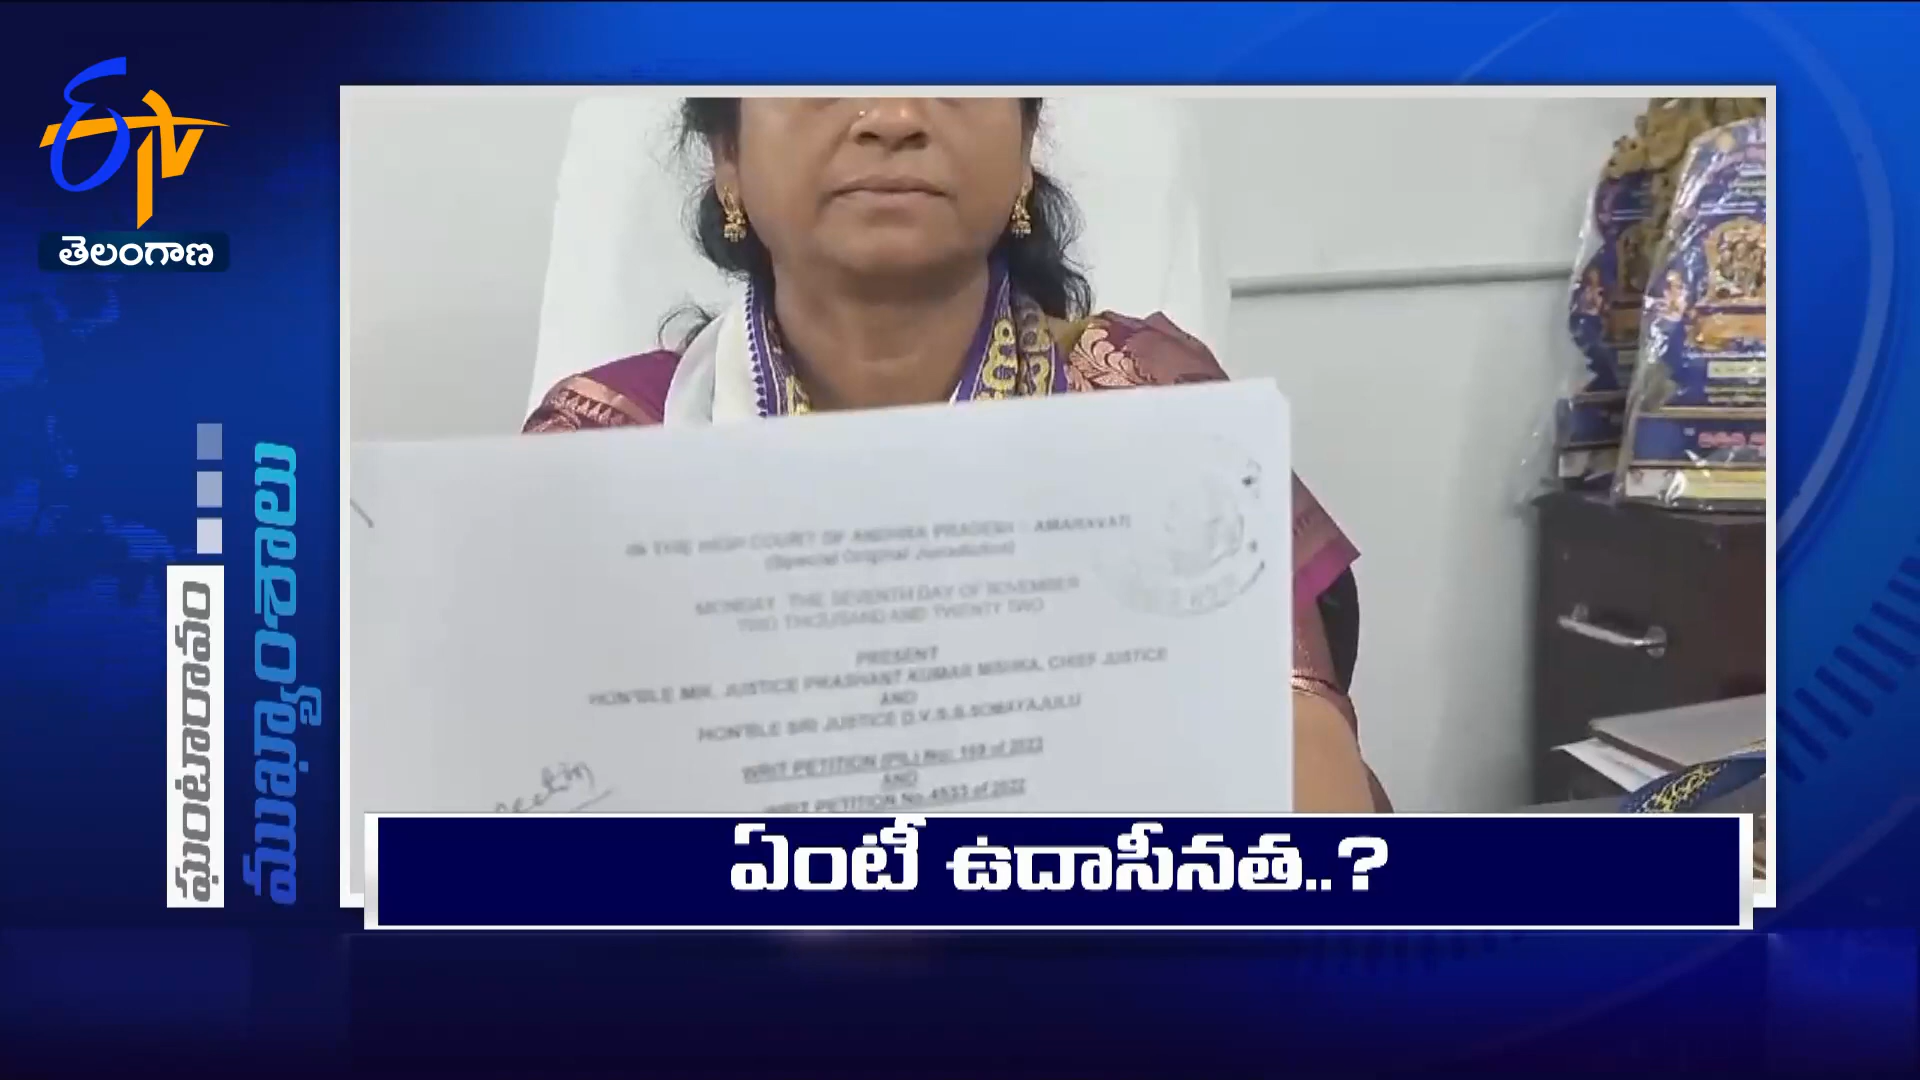 ETV
తెలంగాణ
ఘంటారావం
ముఖ్యాంశాలు
IN THE HIGH COURT OF ANDHRA PRADESH : AMARAVATI
(Special Original Jurisdiction)
MONDAY, THE SEVENTH DAY OF NOVEMBER
TWO THOUSAND AND TWENTY TWO
PRESENT
HON'BLE MR. JUSTICE PRASHANT KUMAR MISHRA, CHIEF JUSTICE
AND
HON'BLE SRI JUSTICE D.V.S.S.SOMAYAJULU
WRIT PETITION (PIL) No: 169 of 2022
AND
WRIT PETITION No.4533 of 2022
ఏంటీ ఉదాసీనత..?